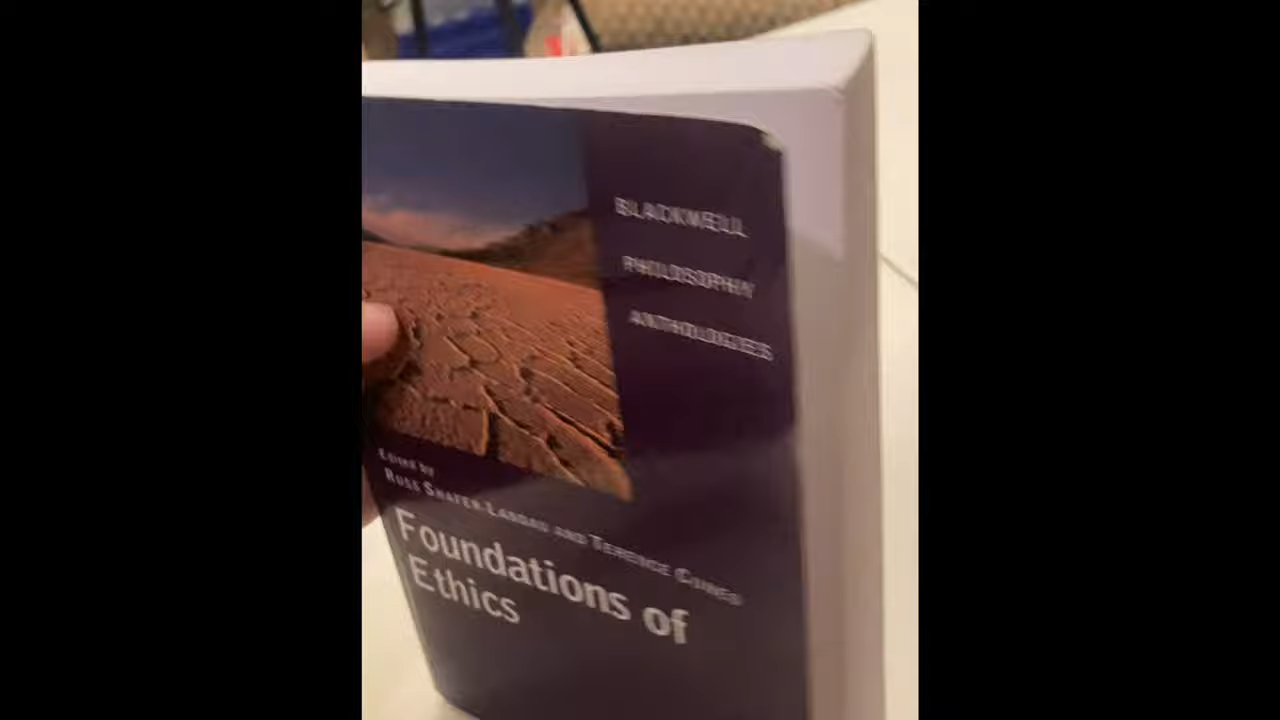 BLACKWELL
PHILOSOPHY
ANTHOLOGIES
EDITED BY
RUSS SHAFER-LANDAU AND TERENCE CUNEO
Foundations of
Ethics